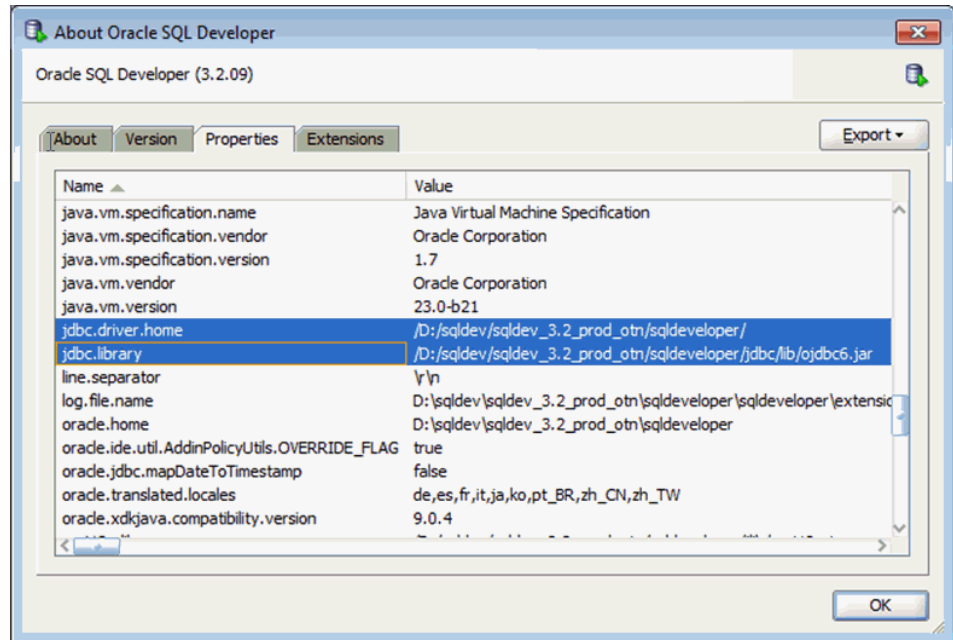 About Oracle SQL Developer
Oracle SQL Developer (3.2.09)
About Version Properties Extensions Export
Name Value
java.vm.specification.name Java Virtual Machine Specification
java.vm.specification.vendor Oracle Corporation
java.vm.specification.version 1.7
java.vm.vendor Oracle Corporation
java.vm.version 23.0-b21
jdbc.driver.home /D:/sqldev/sqldev_3.2_prod_otn/sqldeveloper/
jdbc.library /D:/sqldev/sqldev_3.2_prod_otn/sqldeveloper/jdbc/lib/ojdbc6.jar
line.separator \r\n
log.file.name D:\sqldev\sqldev_3.2_prod_otn\sqldeveloper\sqldeveloper\extensic
oracle.home D:\sqldev\sqldev_3.2_prod_otn\sqldeveloper
oracle.ide.util.AddinPolicyUtils.OVERRIDE_FLAG true
oracle.jdbc.mapDateToTimestamp false
oracle.translated.locales de,es,fr,it,ja,ko,pt_BR,zh_CN,zh_TW
oracle.xdkjava.compatibility.version 9.0.4
OK